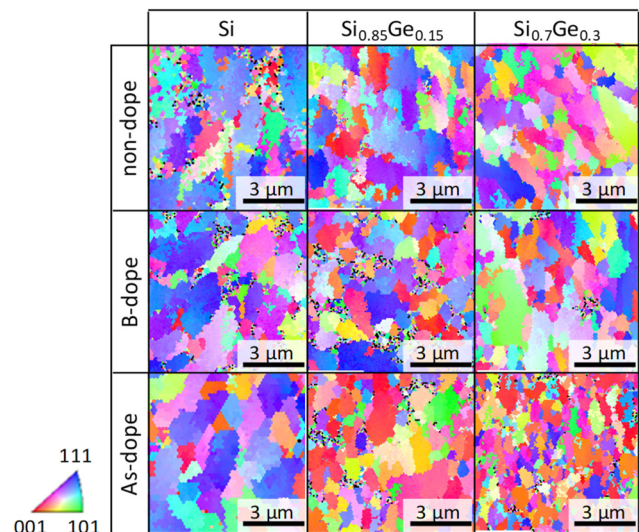 Si Si₀.₈₅Ge₀.₁₅ Si₀.₇Ge₀.₃
non-dope
3 μm 3 μm 3 μm
B-dope
3 μm 3 μm 3 μm
As-dope
3 μm 3 μm 3 μm
111
001 101